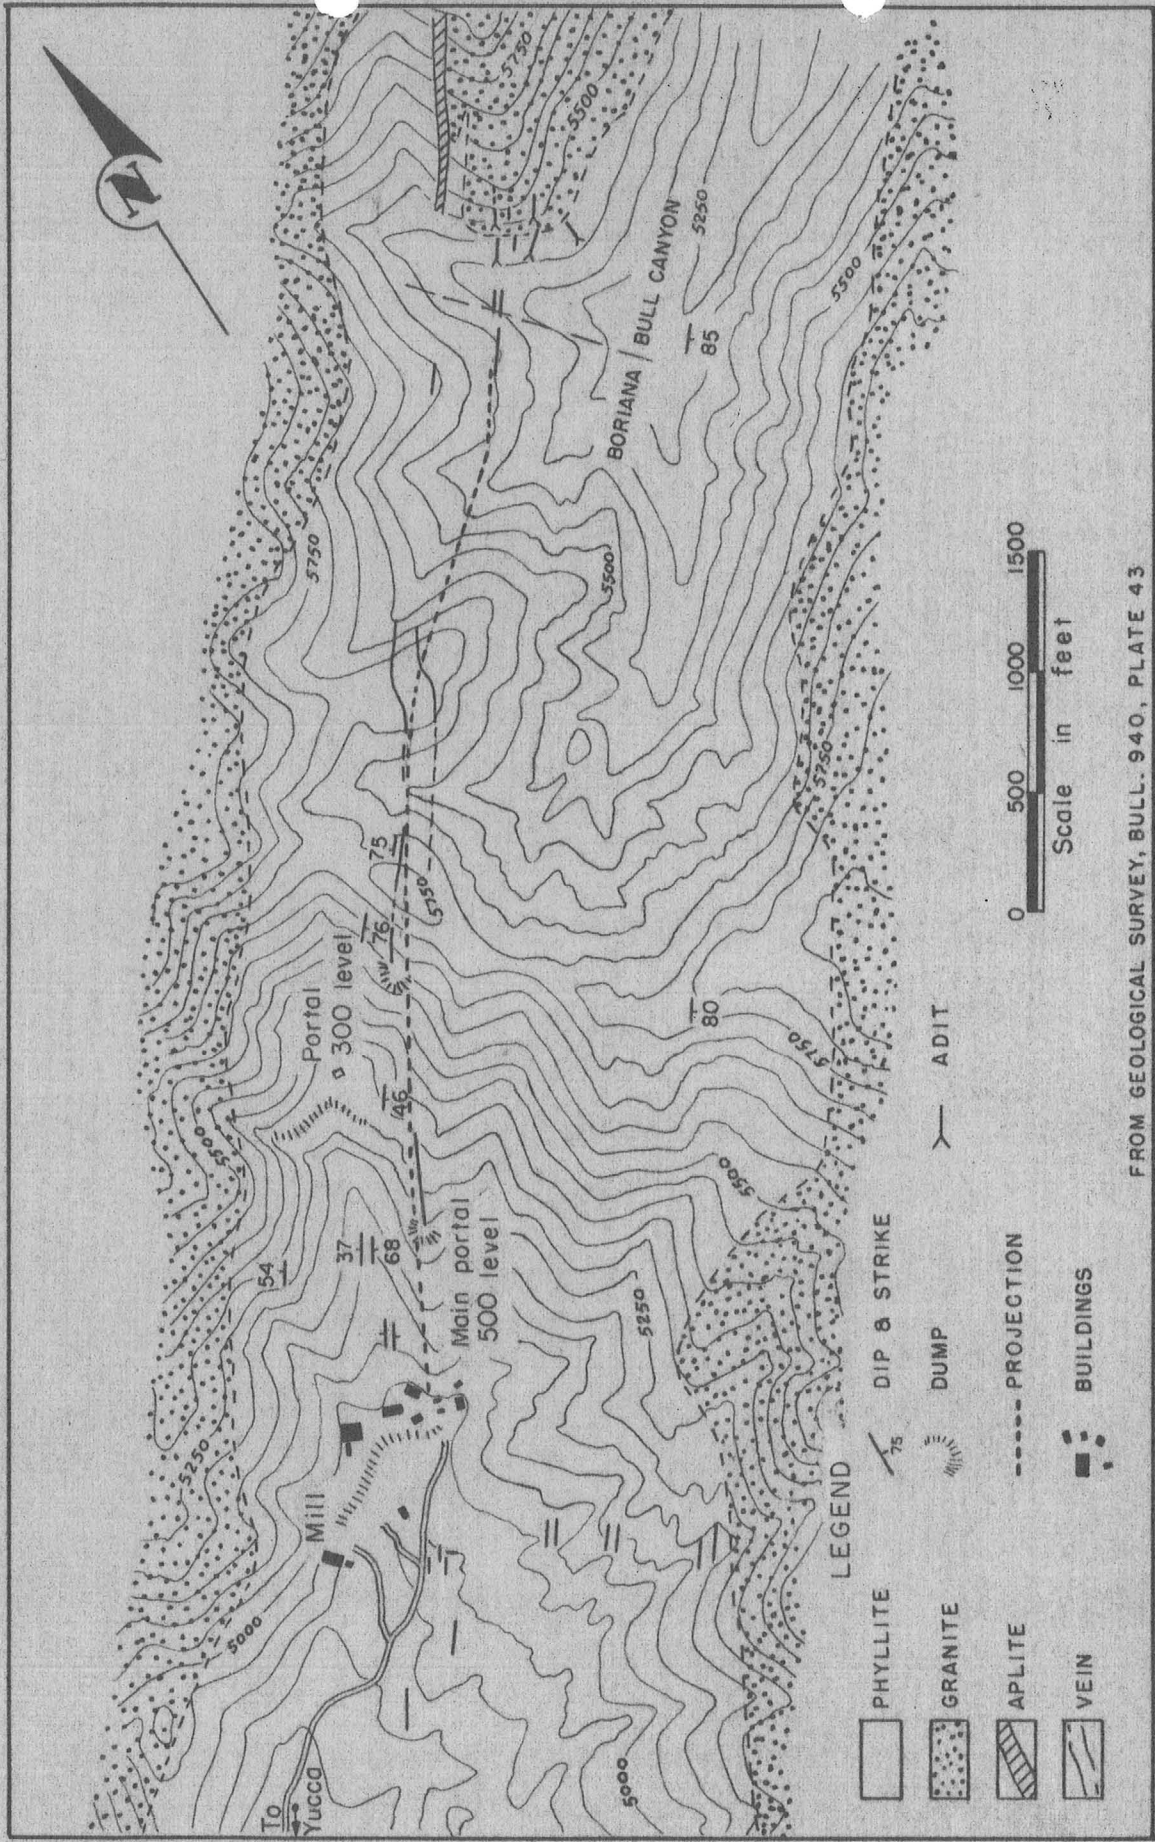 N
5750
5500
5250
BORIANA / BULL CANYON
85
5500
5750
5500
5750
75
5750
76
Portal
300 level
80
5750
46
5500
5500
54
37
68
Main portal
500 level
5250
5250
Mill
5000
To
Yucca
5000
0 500 1000 1500
Scale in feet
LEGEND
PHYLLITE
GRANITE
APLITE
VEIN
75 DIP & STRIKE
DUMP
PROJECTION
BUILDINGS
ADIT
FROM GEOLOGICAL SURVEY, BULL. 940, PLATE 43